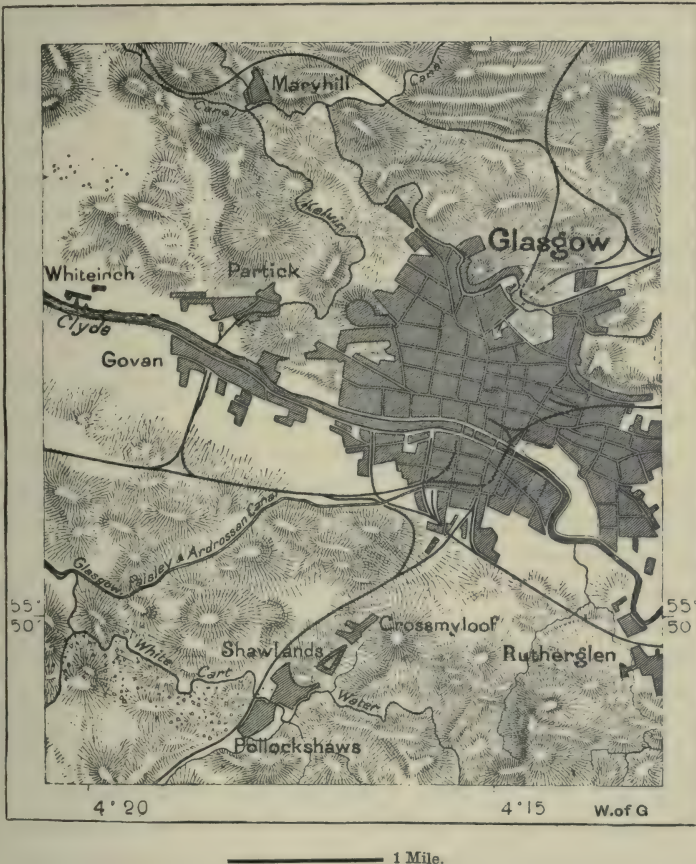 Maryhill
Canal
Canal
Kelvin
Glasgow
Whiteinch
Partick
Clyde
Govan
Glasgow Paisley & Ardrossan Canal
55°
50'
55°
50
Crossmyloof
Shawlands
White Cart Water
Rutherglen
Pollockshaws
4°20
4°15
W.of G
1 Mile.